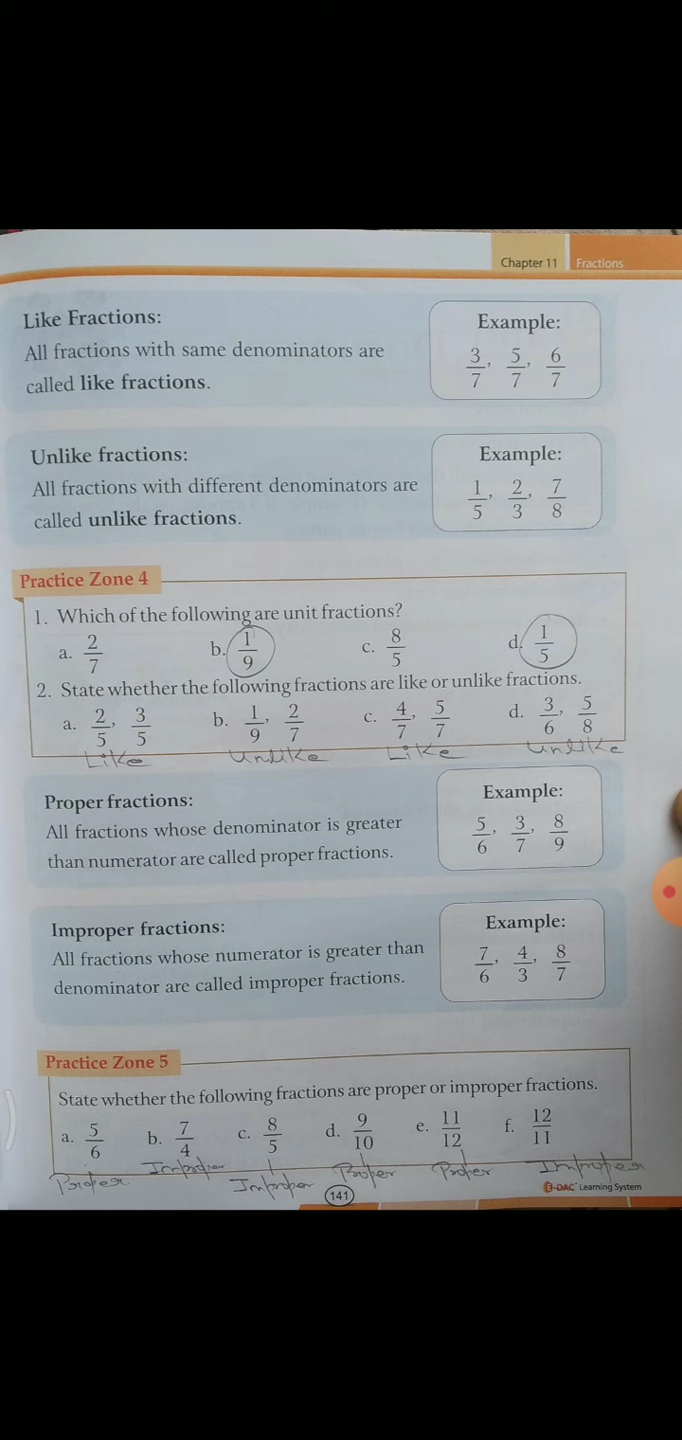 Chapter 11 Fractions
Like Fractions:
All fractions with same denominators are
called like fractions.
Example:
3/7, 5/7, 6/7
Unlike fractions:
All fractions with different denominators are
called unlike fractions.
Example:
1/5, 2/3, 7/8
Practice Zone 4
1. Which of the following are unit fractions?
a. 2/7 b. 1/9 c. 8/5 d. 1/5
2. State whether the following fractions are like or unlike fractions.
a. 2/5, 3/5 b. 1/9, 2/7 c. 4/7, 5/7 d. 3/6, 5/8
Like Unlike Like Unlike
Proper fractions:
All fractions whose denominator is greater
than numerator are called proper fractions.
Example:
5/6, 3/7, 8/9
Improper fractions:
All fractions whose numerator is greater than
denominator are called improper fractions.
Example:
7/6, 4/3, 8/7
Practice Zone 5
State whether the following fractions are proper or improper fractions.
a. 5/6 b. 7/4 c. 8/5 d. 9/10 e. 11/12 f. 12/11
Proper Improper Improper Proper Proper Improper
141
E-DAC Learning System